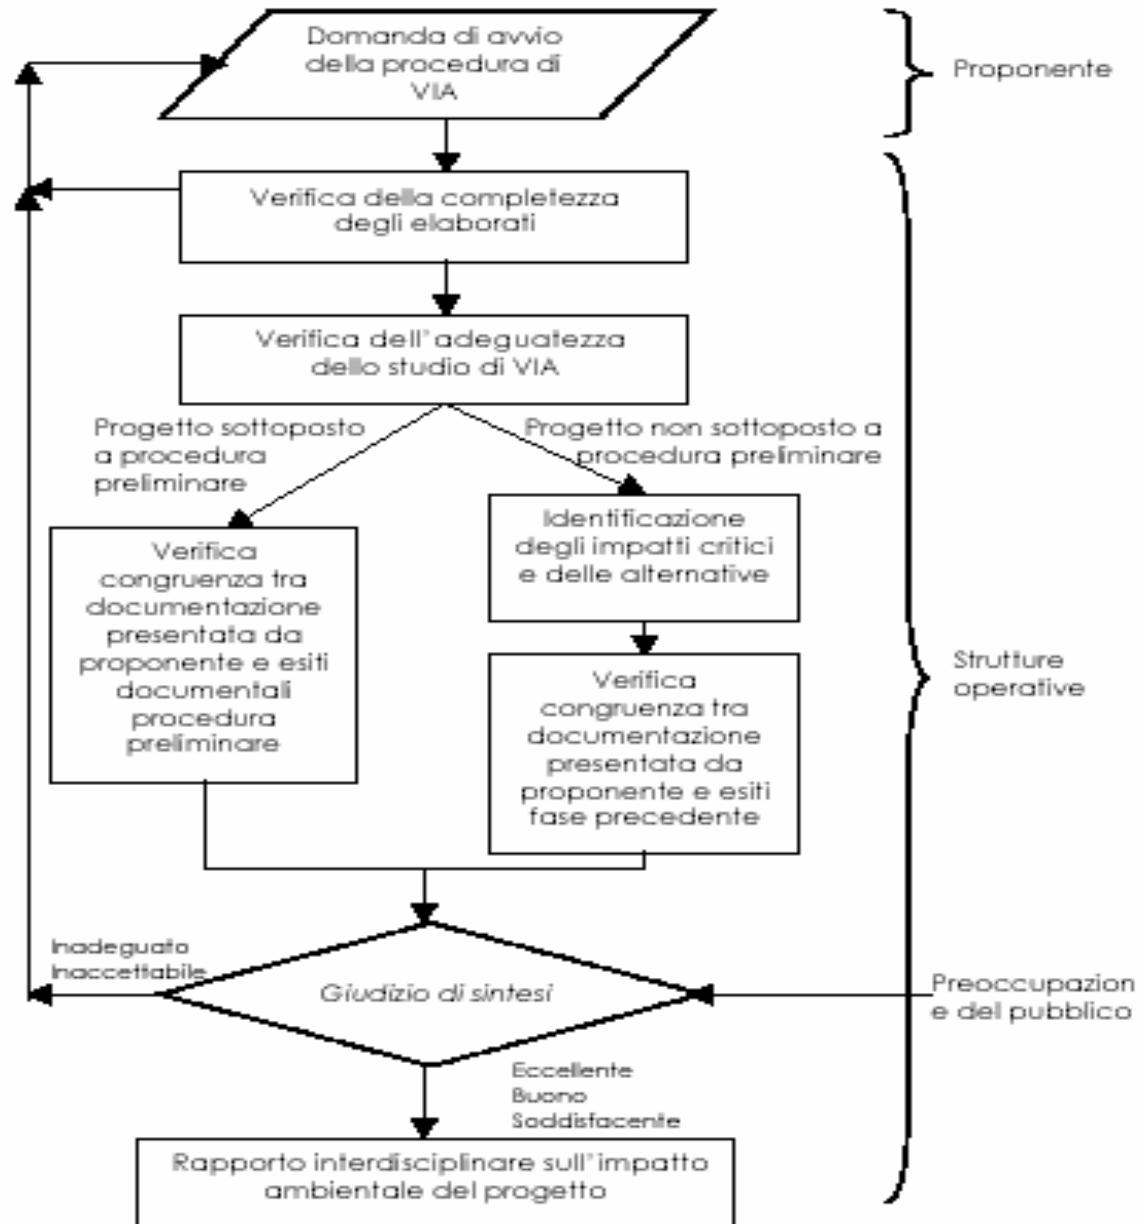 Domanda di avvio
della procedura di
VIA
Proponente
Verifica della completezza
degli elaborati
Verifica dell'adeguatezza
dello studio di VIA
Progetto sottoposto
a procedura
preliminare
Progetto non sottoposto a
procedura preliminare
Identificazione
degli impatti critici
e delle alternative
Verifica
congruenza tra
documentazione
presentata da
proponente e esiti
documentali
procedura
preliminare
Verifica
congruenza tra
documentazione
presentata da
proponente e esiti
fase precedente
Strutture
operative
Inadeguato
Inaccettabile
Giudizio di sintesi
Preoccupazion
e del pubblico
Eccellente
Buono
Soddisfacente
Rapporto interdisciplinare sull'impatto
ambientale del progetto